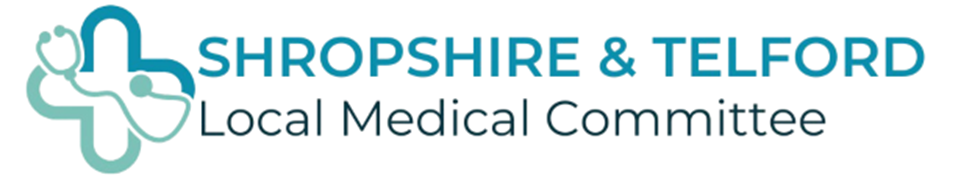 SHROPSHIRE & TELFORD
Local Medical Committee